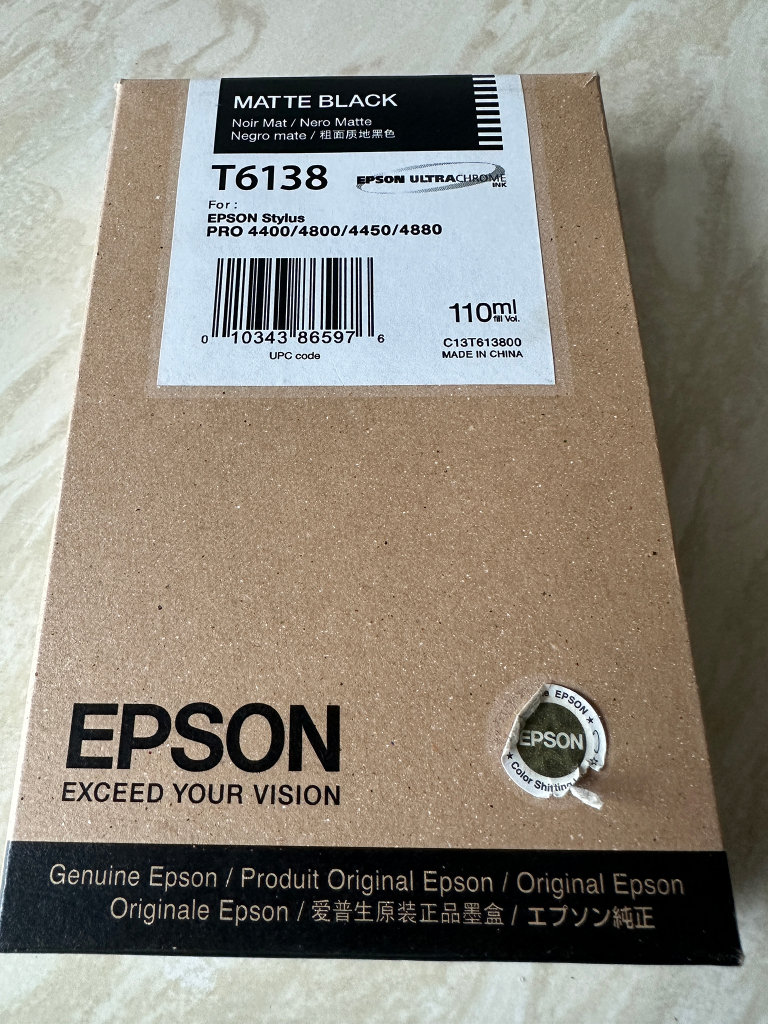 MATTE BLACK
Noir Mat / Nero Matte
Negro mate / 粗面质地黑色
T6138
EPSON ULTRACHROME
INK
For :
EPSON Stylus
PRO 4400/4800/4450/4880
0 10343 86597 6
UPC code
110ml
fill Vol.
C13T613800
MADE IN CHINA
EPSON
EXCEED YOUR VISION
EPSON
EPSON
Color Shifting
Genuine Epson / Produit Original Epson / Original Epson
Originale Epson / 爱普生原装正品墨盒 / エプソン純正